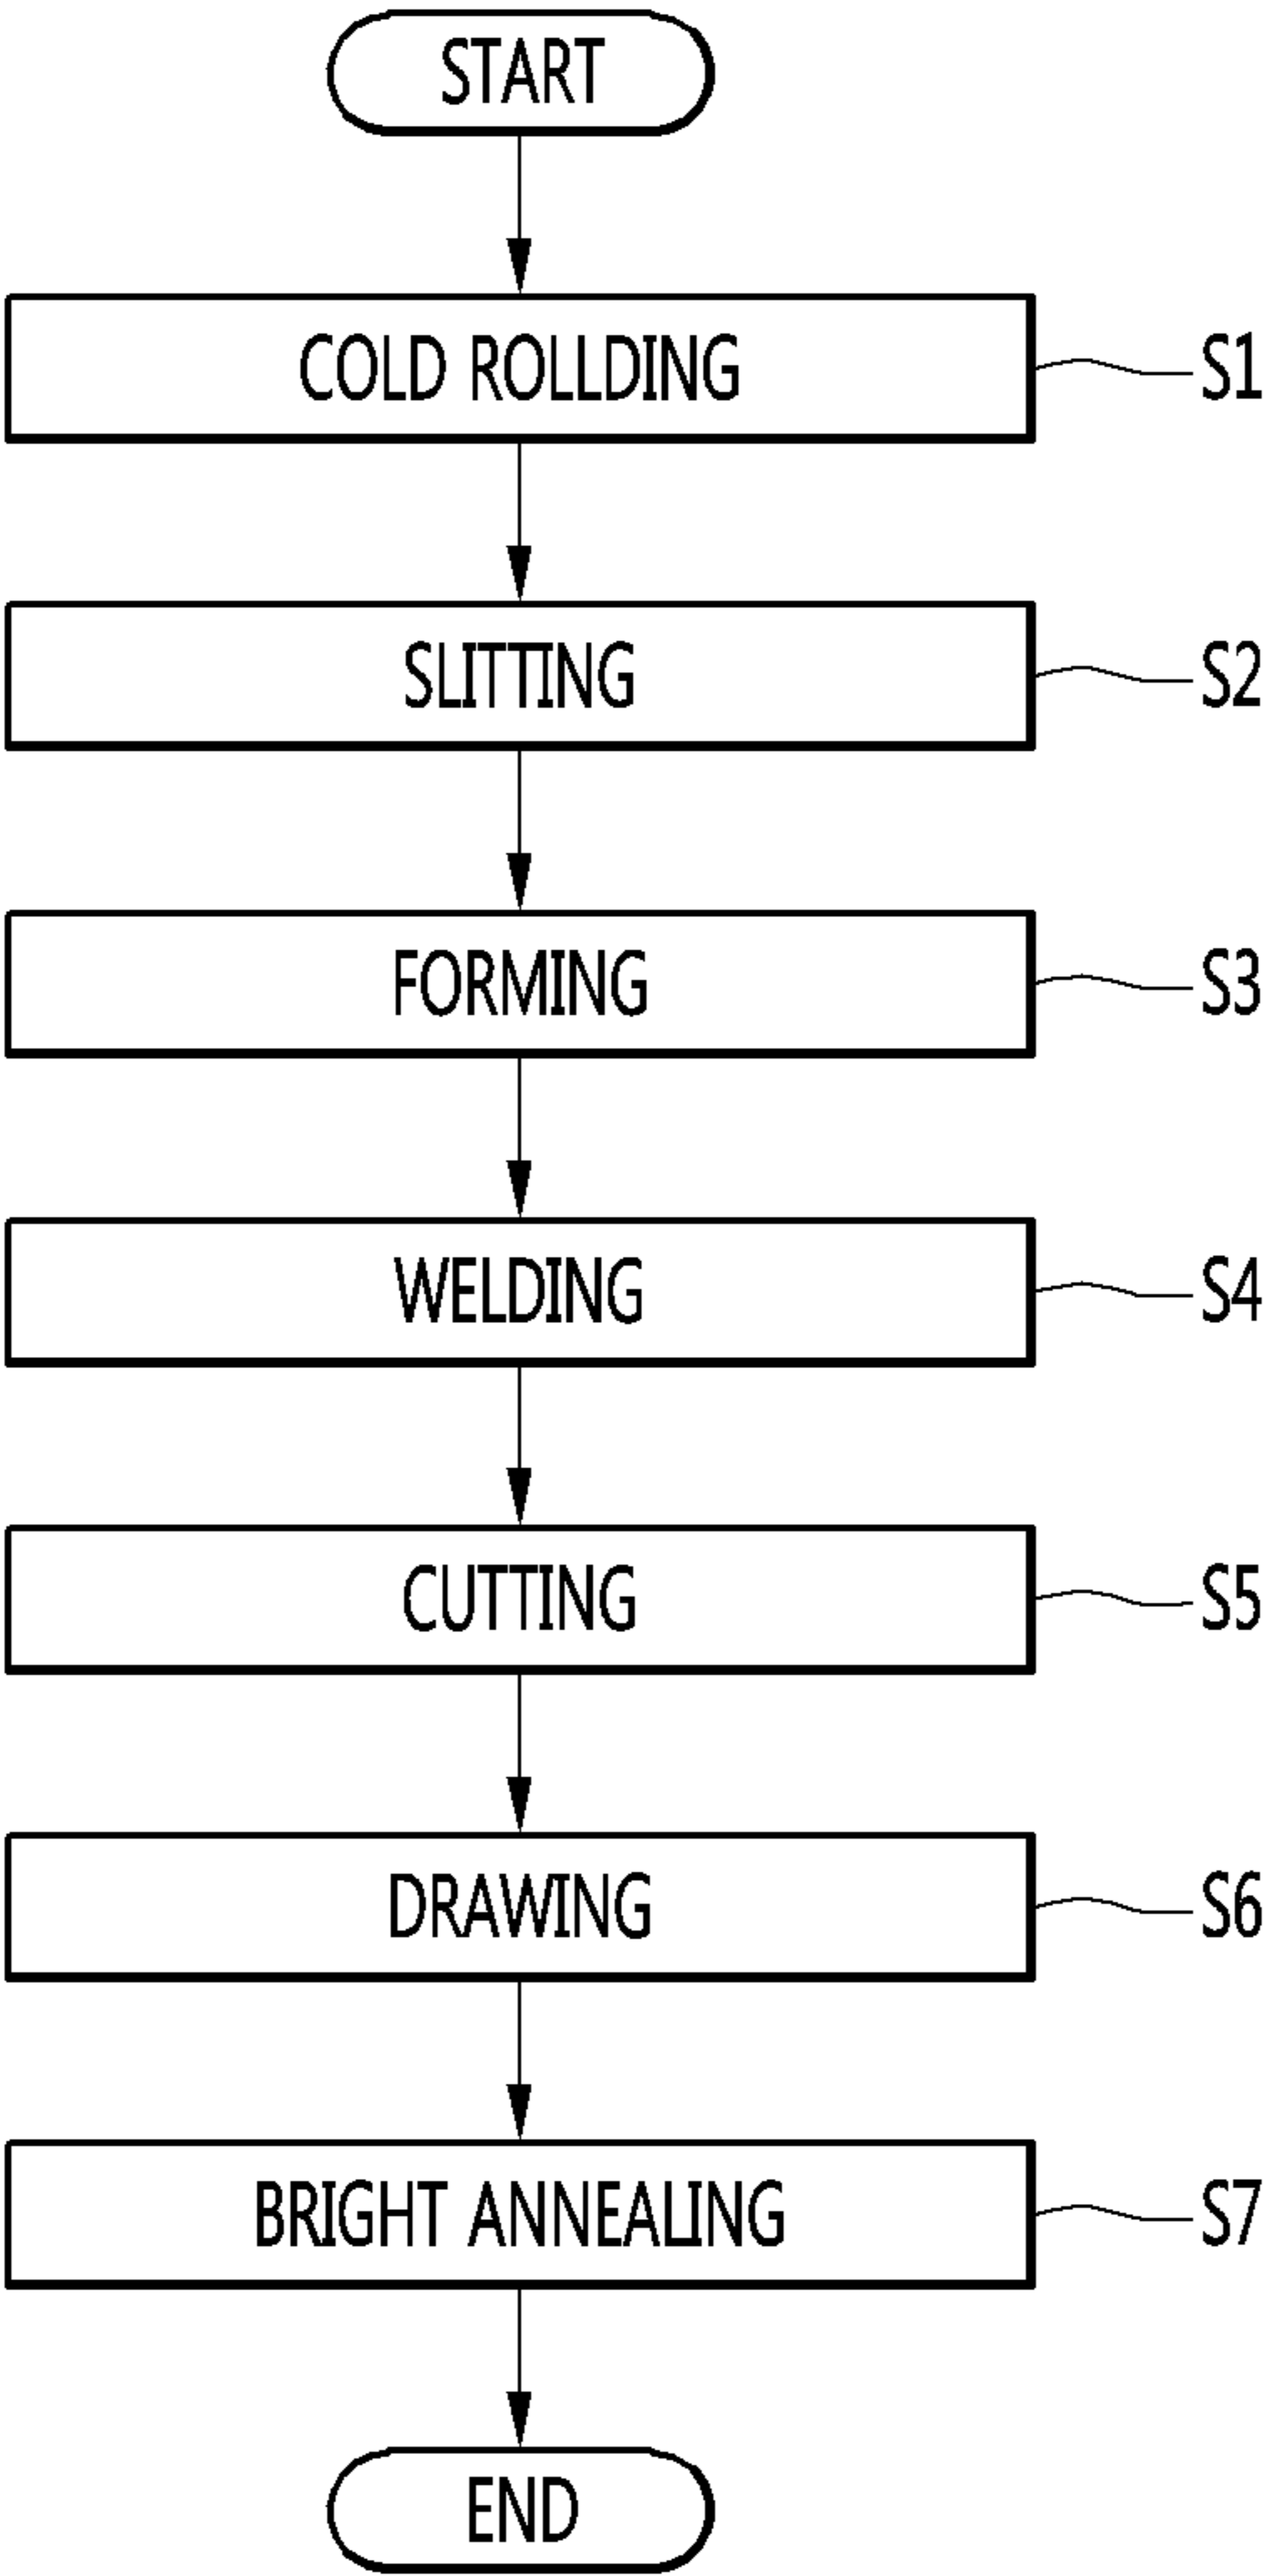 START
COLD ROLLDING S1
SLITTING S2
FORMING S3
WELDING S4
CUTTING S5
DRAWING S6
BRIGHT ANNEALING S7
END